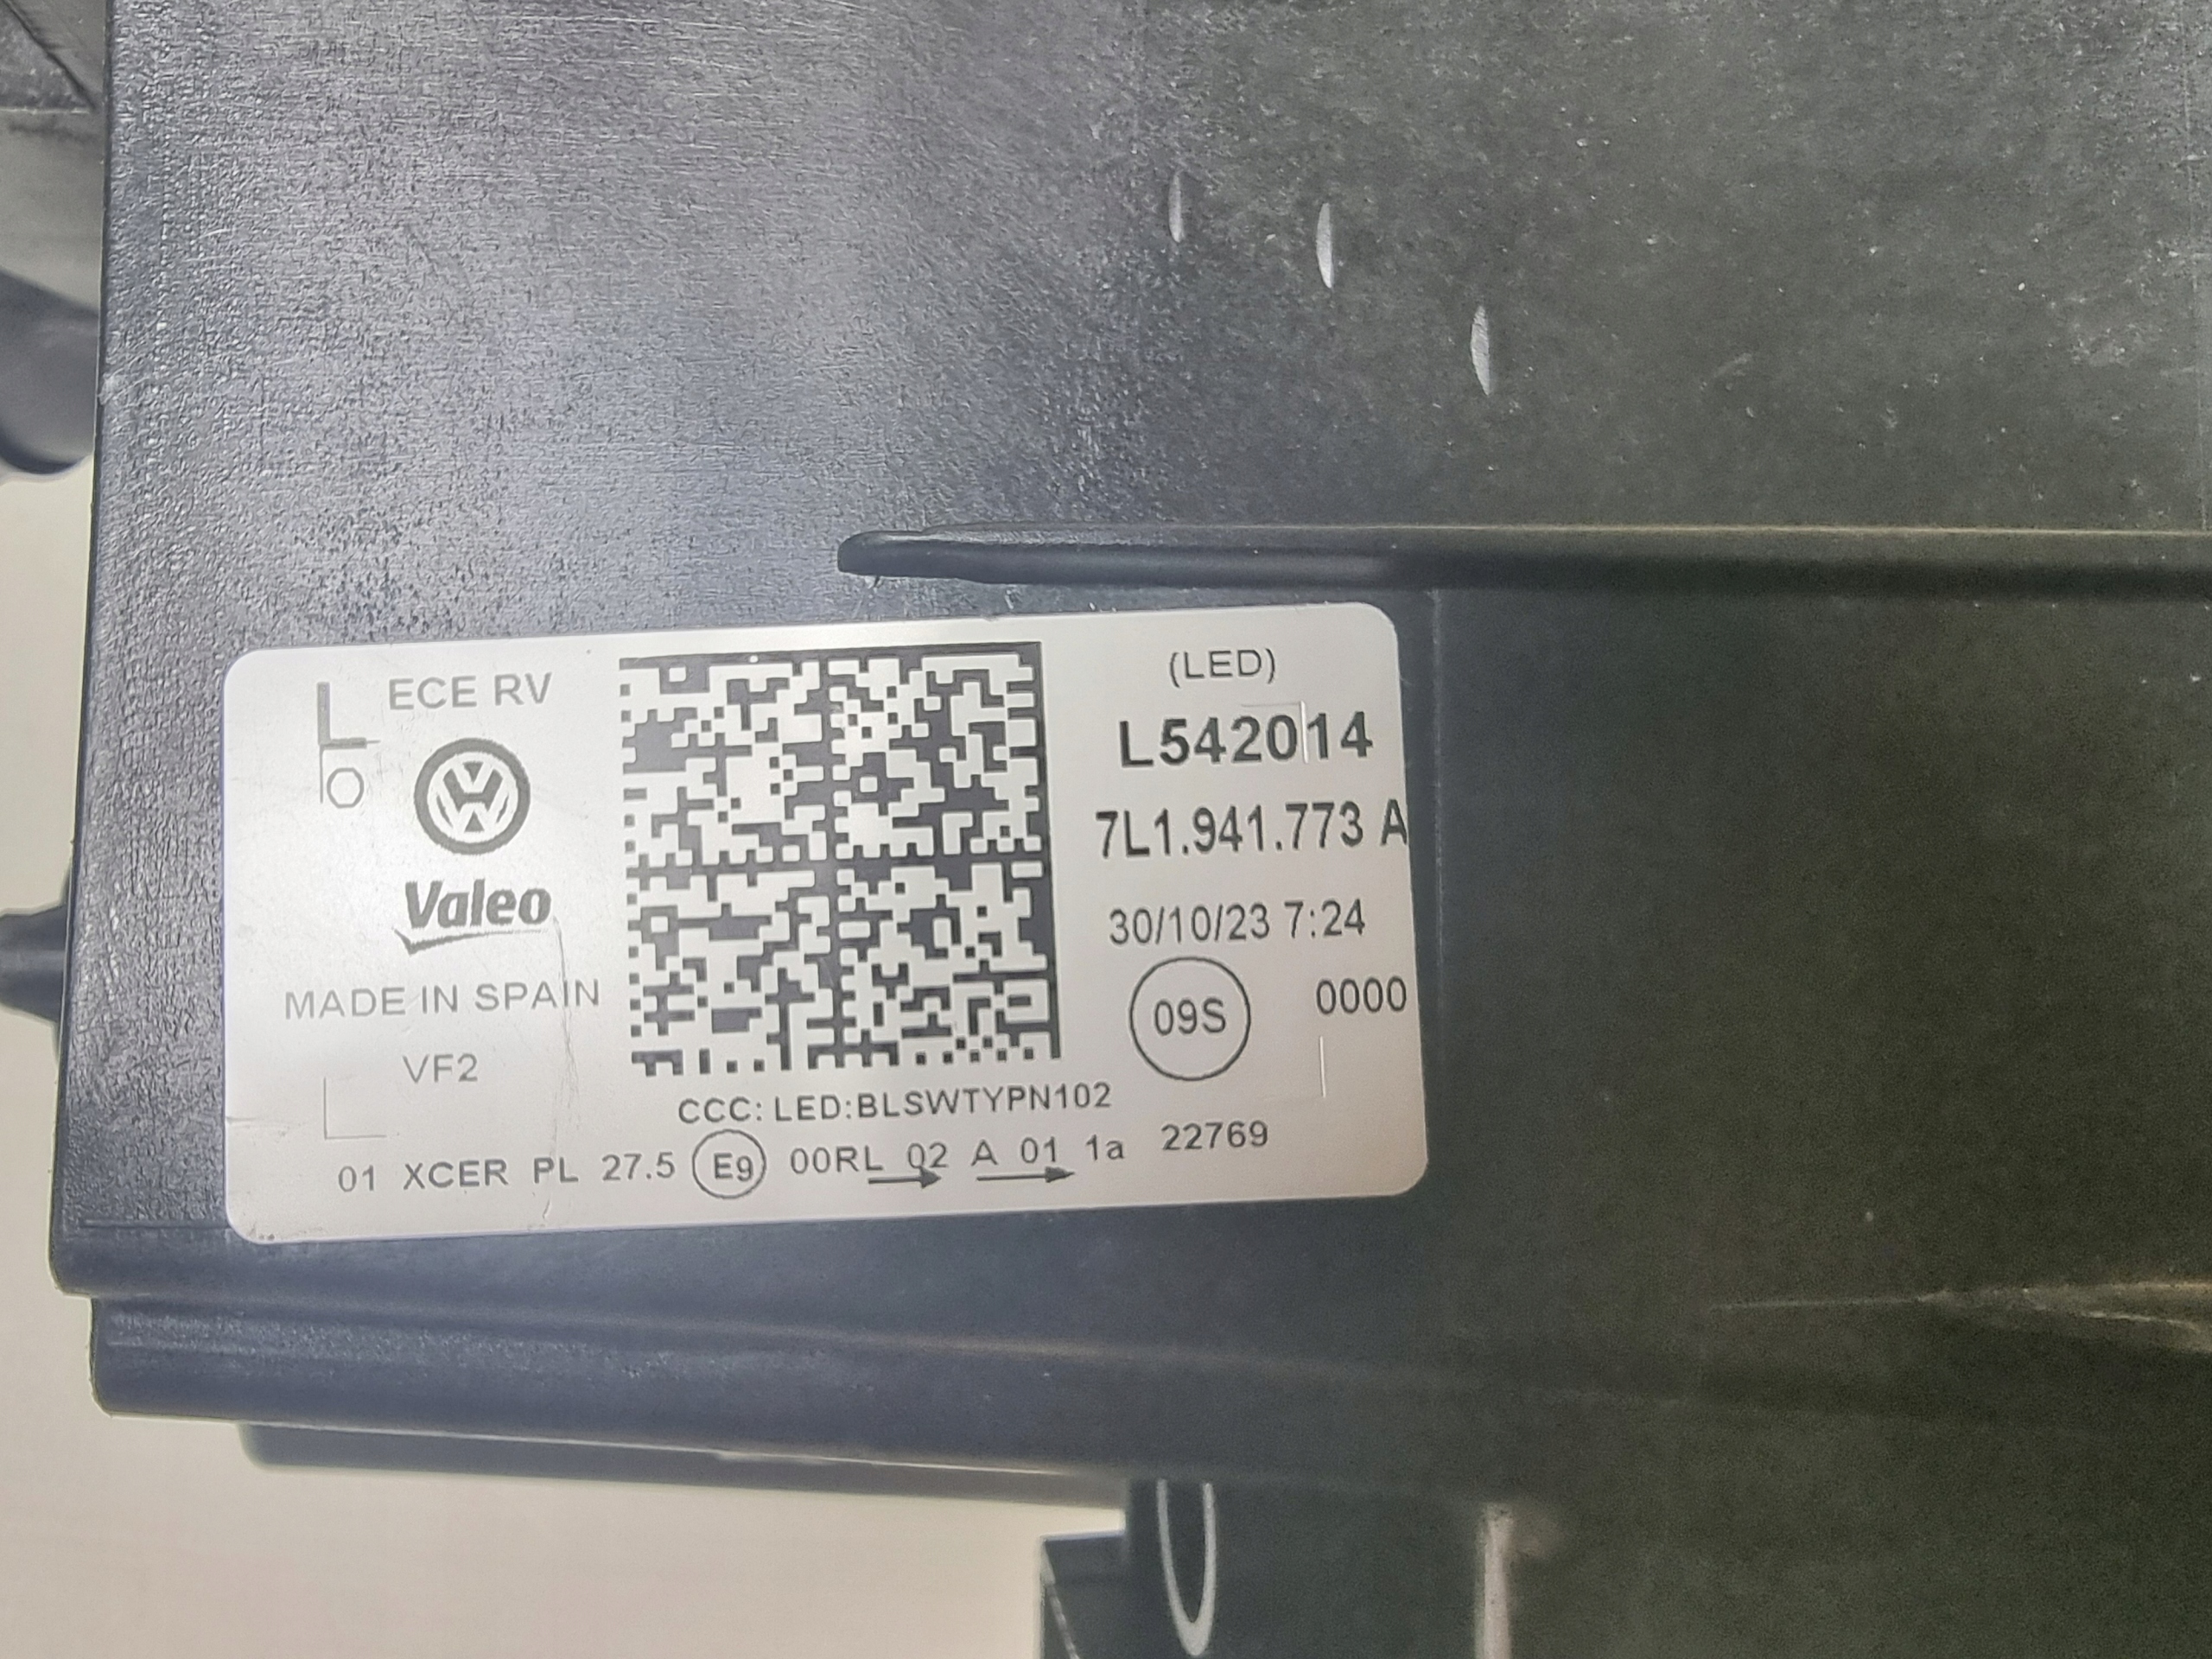 L
b
ECE RV
Valeo
MADE IN SPAIN
VF2
(LED)
L542014
7L1.941.773 A
30/10/23 7:24
09S
0000
CCC: LED:BLSWTYPN102
01 XCER PL 27.5 E9 00RL 02 A 01 1a 22769